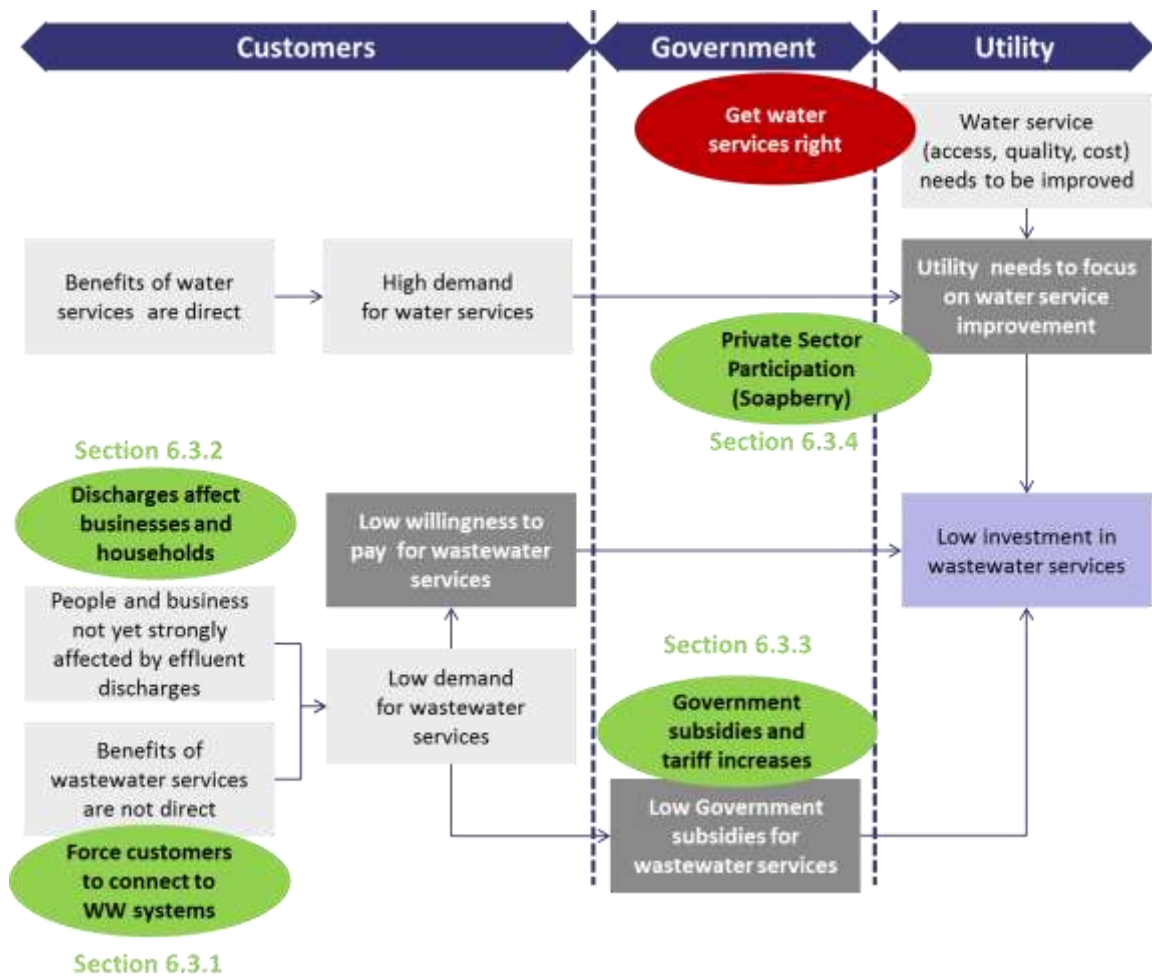 Customers
Government
Utility
Get water
services right
Water service
(access, quality, cost)
needs to be improved
Benefits of water
services are direct
High demand
for water services
Utility needs to focus
on water service
improvement
Private Sector
Participation
(Soapberry)
Section 6.3.4
Section 6.3.2
Discharges affect
businesses and
households
Low willingness to
pay for wastewater
services
Low investment in
wastewater services
People and business
not yet strongly
affected by effluent
discharges
Section 6.3.3
Low demand
for wastewater
services
Government
subsidies and
tariff increases
Benefits of
wastewater services
are not direct
Low Government
subsidies for
wastewater services
Force customers
to connect to
WW systems
Section 6.3.1